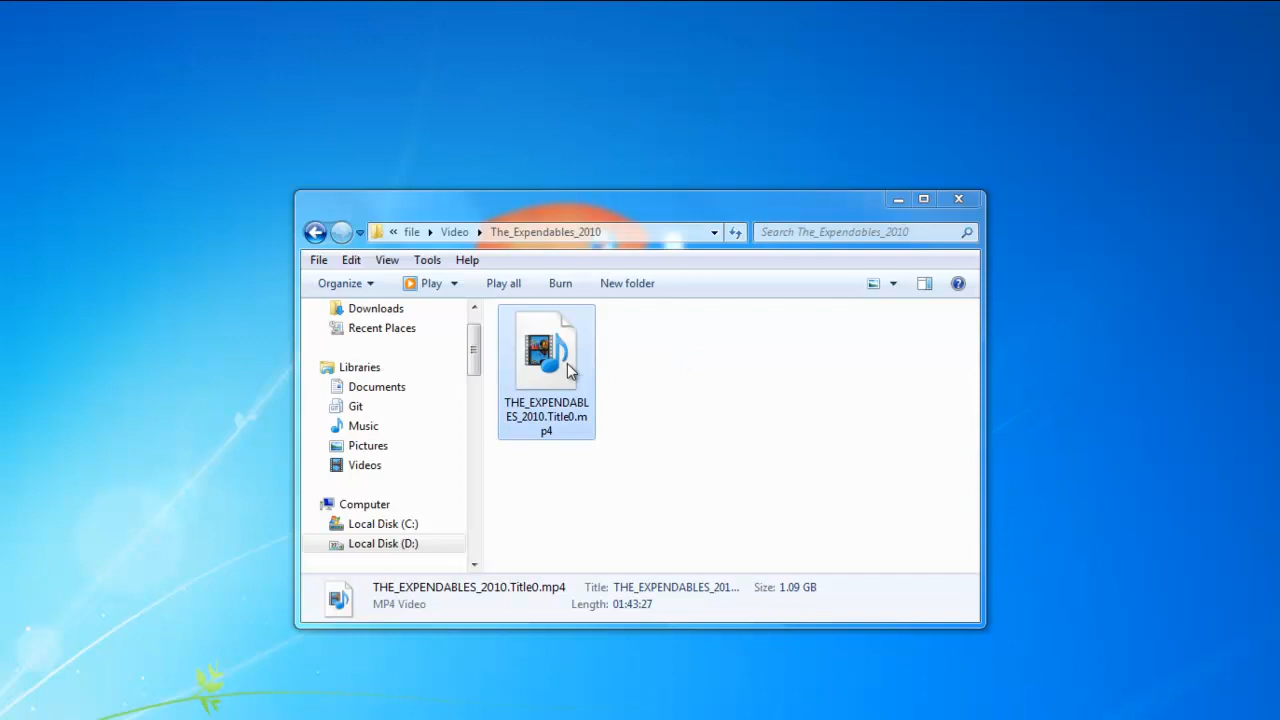 « file Video The_Expendables_2010
Search The_Expendables_2010
File Edit View Tools Help
Organize Play Play all Burn New folder
Downloads
Recent Places
Libraries
Documents
Git
Music
Pictures
Videos
Computer
Local Disk (C:)
Local Disk (D:)
THE_EXPENDABL
ES_2010.Title0.m
p4
THE_EXPENDABLES_2010.Title0.mp4 Title: THE_EXPENDABLES_201... Size: 1.09 GB
MP4 Video Length: 01:43:27